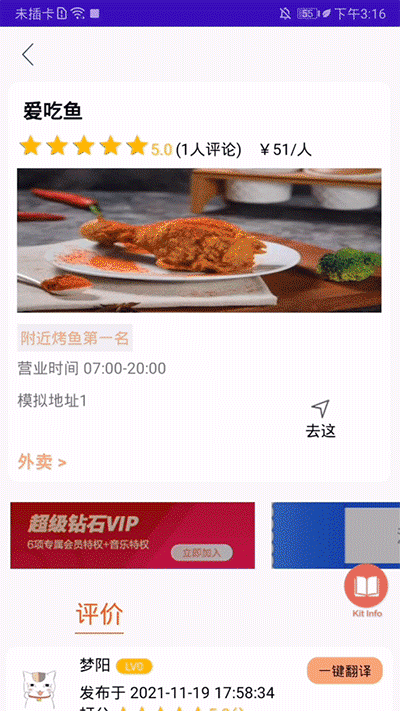 未插卡 55 下午3:16
爱吃鱼
5.0 (1人评论) ￥51/人
附近烤鱼第一名
营业时间 07:00-20:00
模拟地址1
去这
外卖 >
超级钻石VIP
6项专属会员特权+音乐特权
立即加入
Kit Info
评价
梦阳
一键翻译
发布于 2021-11-19 17:58:34
打分